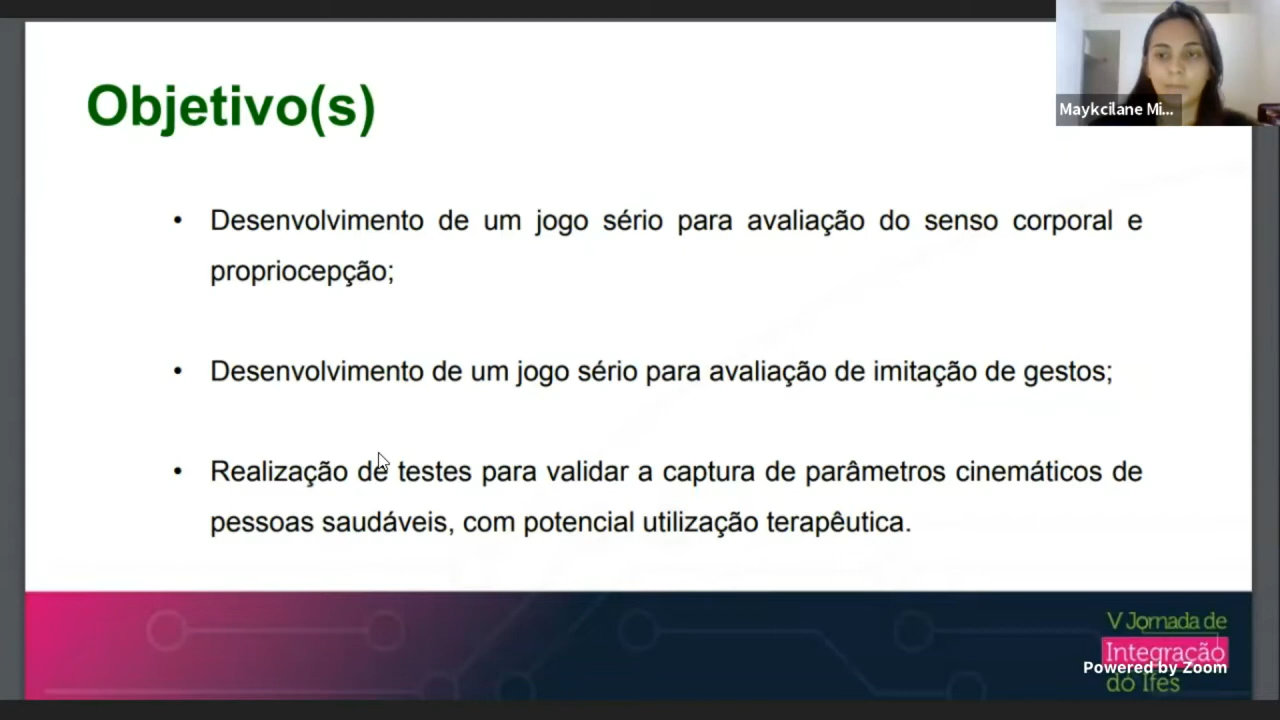 Objetivo(s)
Maykcilane Mi...
• Desenvolvimento de um jogo sério para avaliação do senso corporal e
propriocepção;
• Desenvolvimento de um jogo sério para avaliação de imitação de gestos;
• Realização de testes para validar a captura de parâmetros cinemáticos de
pessoas saudáveis, com potencial utilização terapêutica.
V Jornada de
Integração
Powered by Zoom
do Ifes